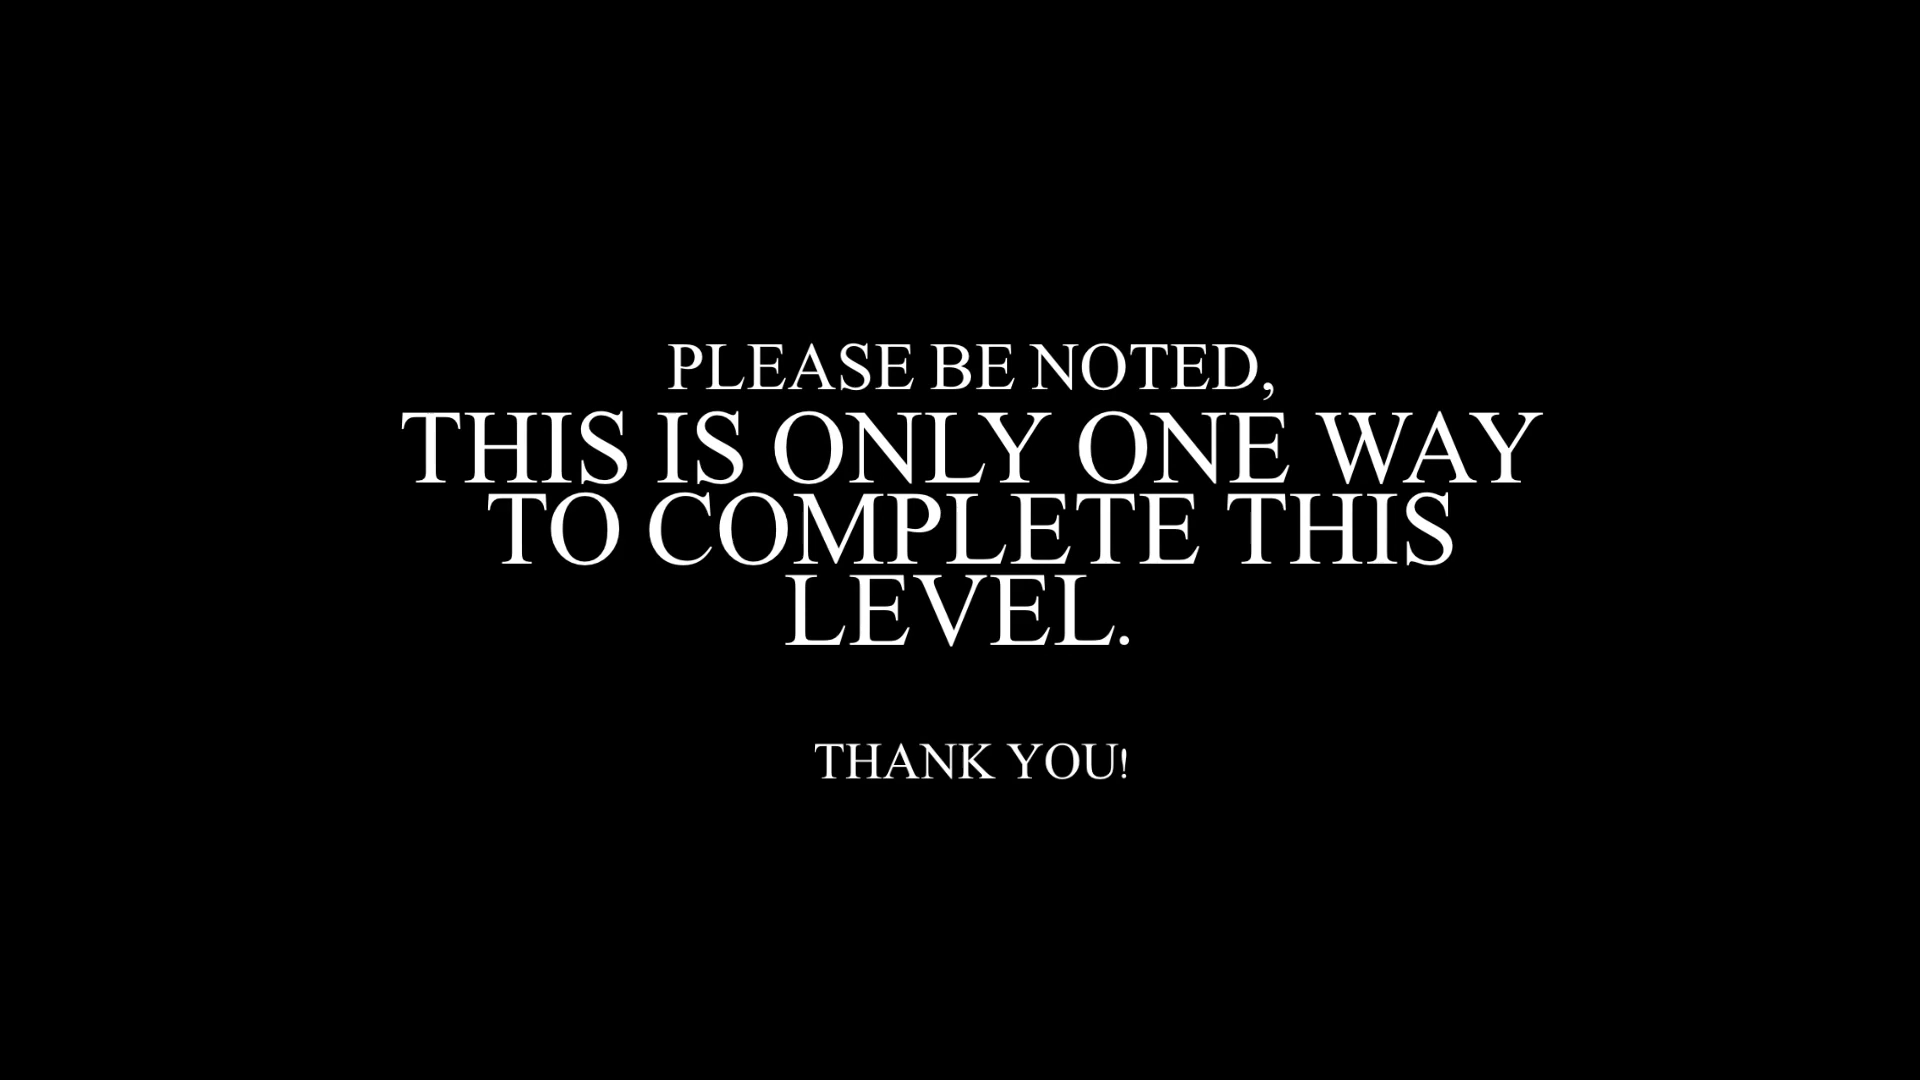 PLEASE BE NOTED,
THIS IS ONLY ONE WAY
TO COMPLETE THIS
LEVEL.
THANK YOU!